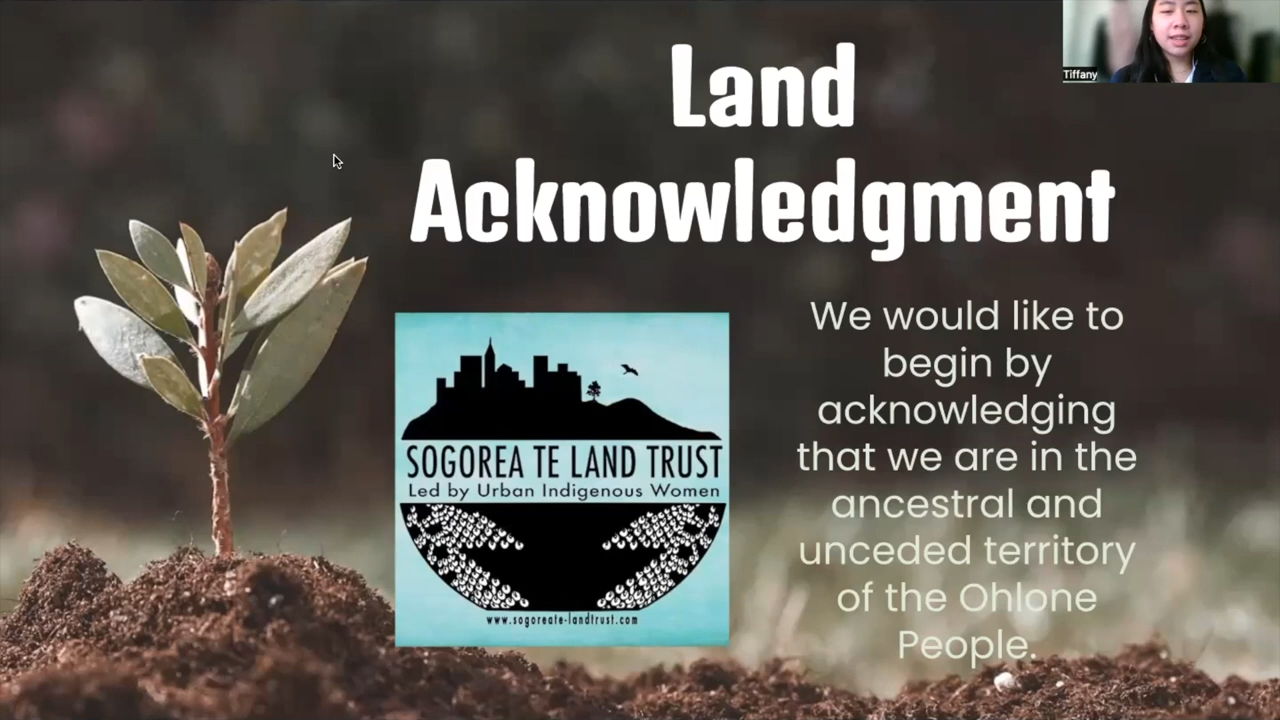 Land
Acknowledgment
Tiffany
SOGOREA TE LAND TRUST
Led by Urban Indigenous Women
www.sogoreate-landtrust.com
We would like to
begin by
acknowledging
that we are in the
ancestral and
unceded territory
of the Ohlone
People.